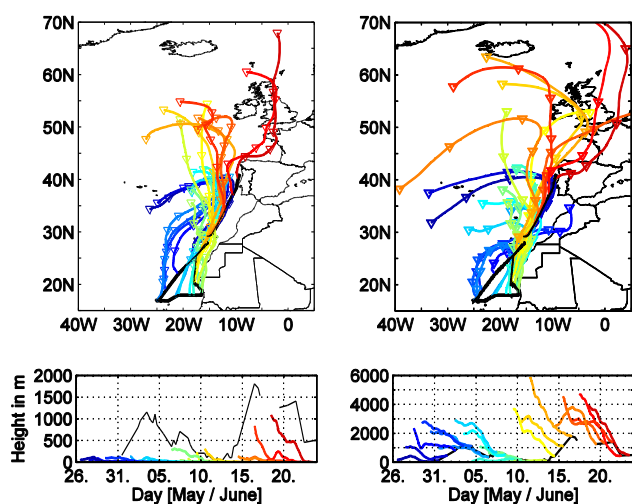 70N 70N
60N 60N
50N 50N
40N 40N
30N 30N
20N 20N
40W 30W 20W 10W 0 40W 30W 20W 10W 0
2000 6000
1500
1000 4000
500 2000
0 0
Height in m
26. 31. 05. 10. 15. 20. 26. 31. 05. 10. 15. 20.
Day [May / June] Day [May / June]